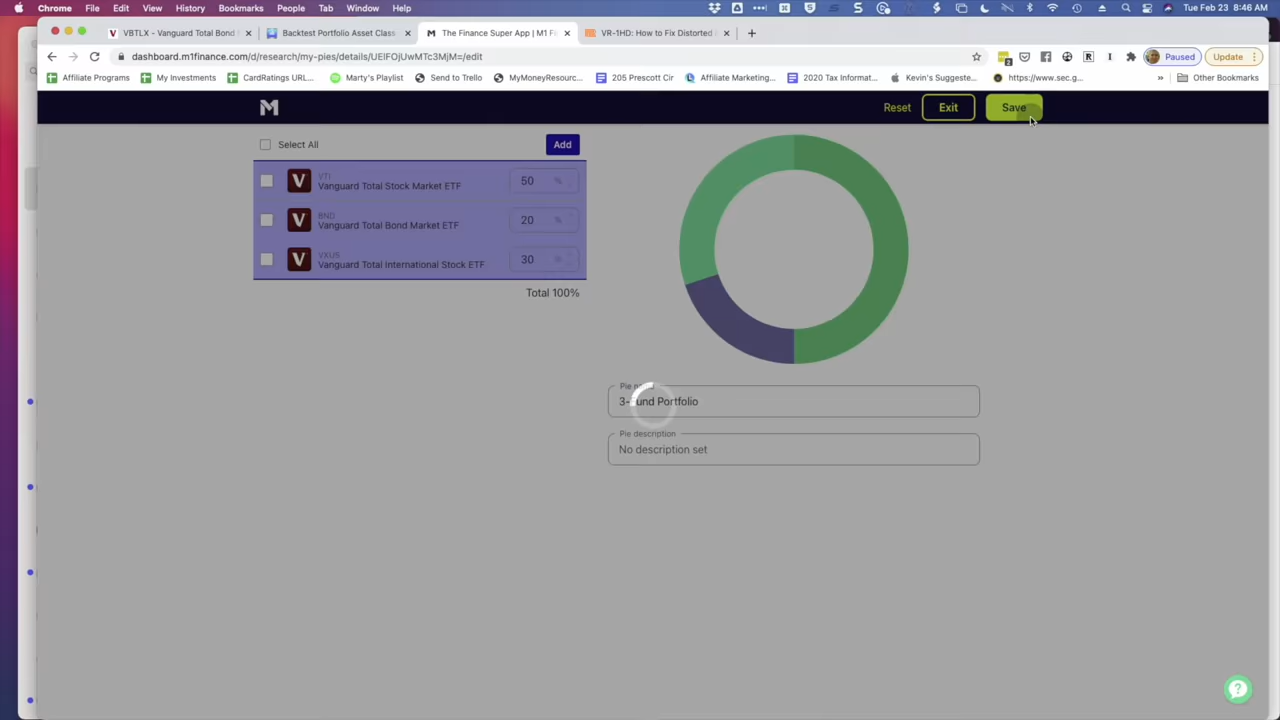 Chrome File Edit View History Bookmarks People Tab Window Help Tue Feb 23 8:46 AM
VBTLX - Vanguard Total Bond Backtest Portfolio Asset Class The Finance Super App | M1 Fi VR-1HD: How to Fix Distorted
dashboard.m1finance.com/d/research/my-pies/details/UElFOjUwMTc3MjM=/edit Paused Update
Affiliate Programs My Investments CardRatings URL... Marty's Playlist Send to Trello MyMoneyResourc... 205 Prescott Cir Affiliate Marketing... 2020 Tax Informat... Kevin's Suggeste... https://www.sec.g... » Other Bookmarks
Reset Exit Save
Select All Add
VTI
Vanguard Total Stock Market ETF 50 %
BND
Vanguard Total Bond Market ETF 20 %
VXUS
Vanguard Total International Stock ETF 30 %
Total 100%
Pie name
3-Fund Portfolio
Pie description
No description set